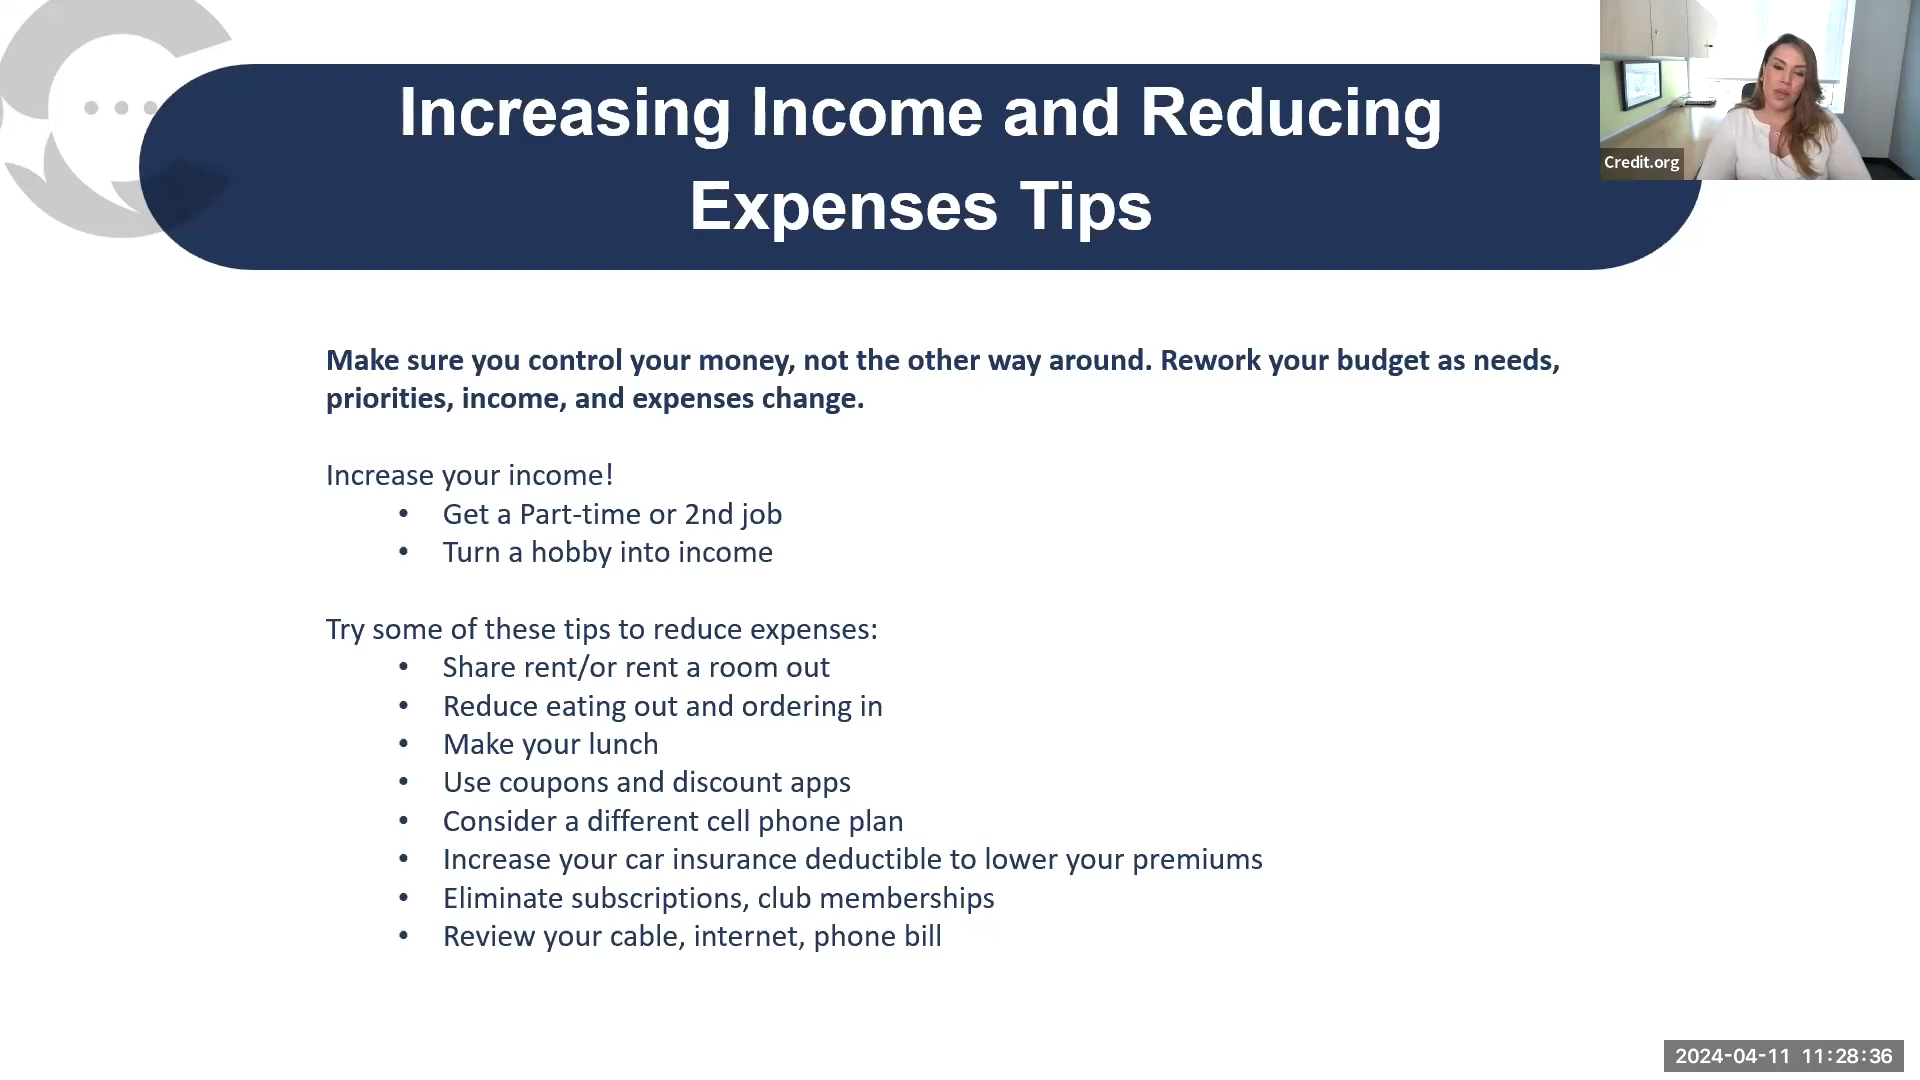 Increasing Income and Reducing
Expenses Tips
Credit.org
Make sure you control your money, not the other way around. Rework your budget as needs,
priorities, income, and expenses change.
Increase your income!
• Get a Part-time or 2nd job
• Turn a hobby into income
Try some of these tips to reduce expenses:
• Share rent/or rent a room out
• Reduce eating out and ordering in
• Make your lunch
• Use coupons and discount apps
• Consider a different cell phone plan
• Increase your car insurance deductible to lower your premiums
• Eliminate subscriptions, club memberships
• Review your cable, internet, phone bill
2024-04-11 11:28:36